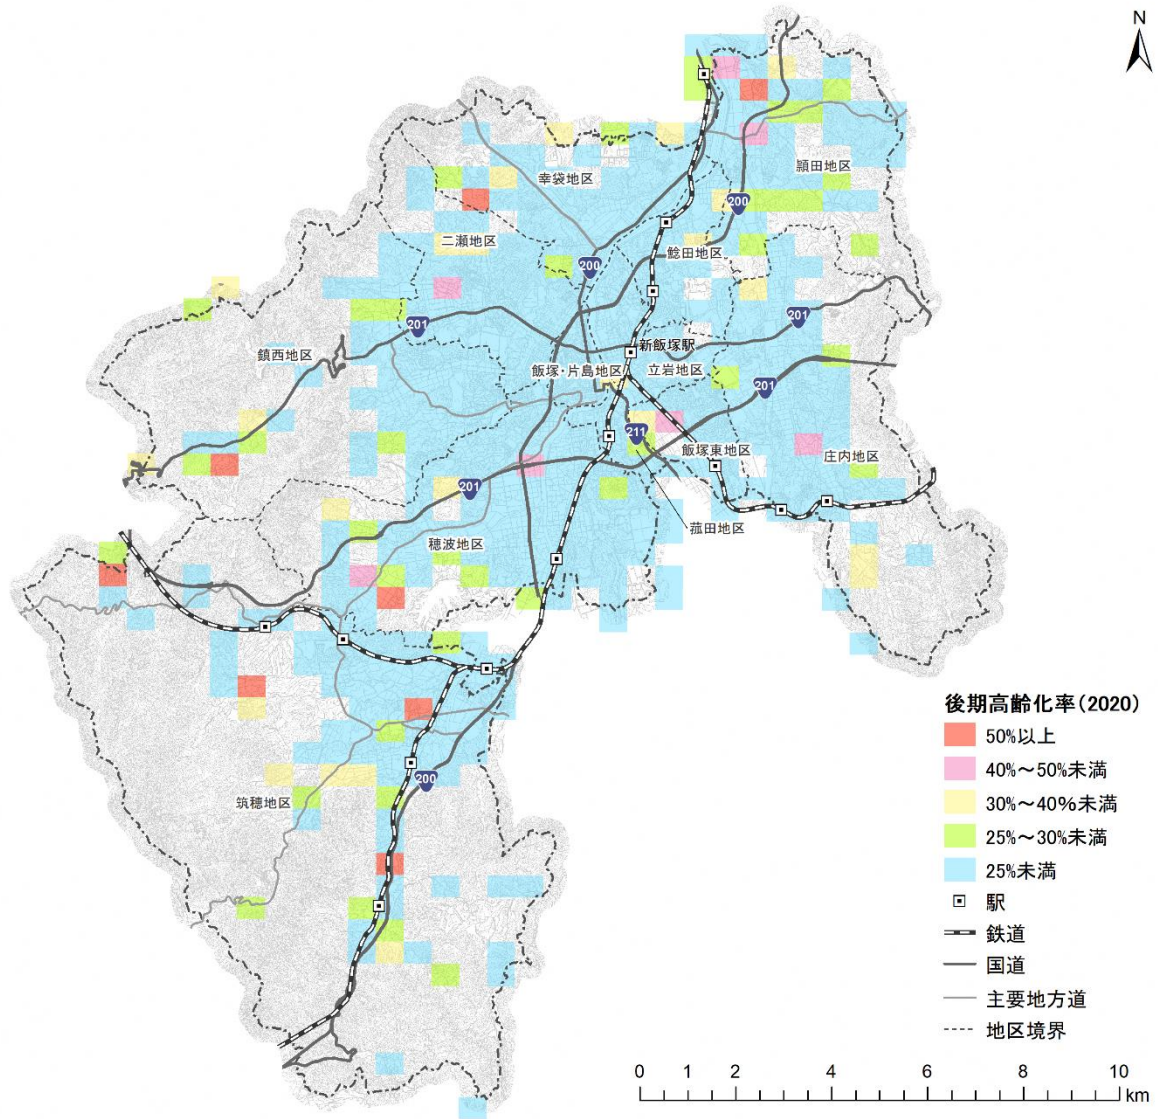 N
幸袋地区
頴田地区
200
二瀬地区
鯰田地区
200
201
201
新飯塚駅
鎮西地区
飯塚・片島地区
立岩地区
201
211
飯塚東地区
庄内地区
201
菰田地区
穂波地区
筑穂地区
200
後期高齢化率(2020)
50%以上
40%～50%未満
30%～40%未満
25%～30%未満
25%未満
駅
鉄道
国道
主要地方道
地区境界
0 1 2 4 6 8 10
km